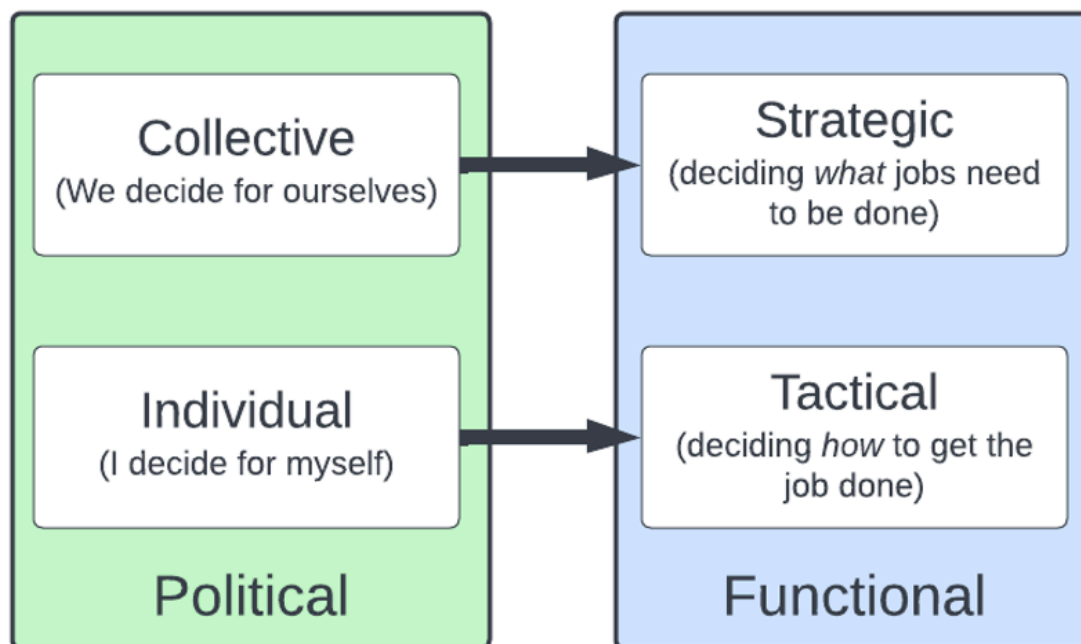 Collective
(We decide for ourselves)
Strategic
(deciding what jobs need
to be done)
Individual
(I decide for myself)
Tactical
(deciding how to get the
job done)
Political
Functional